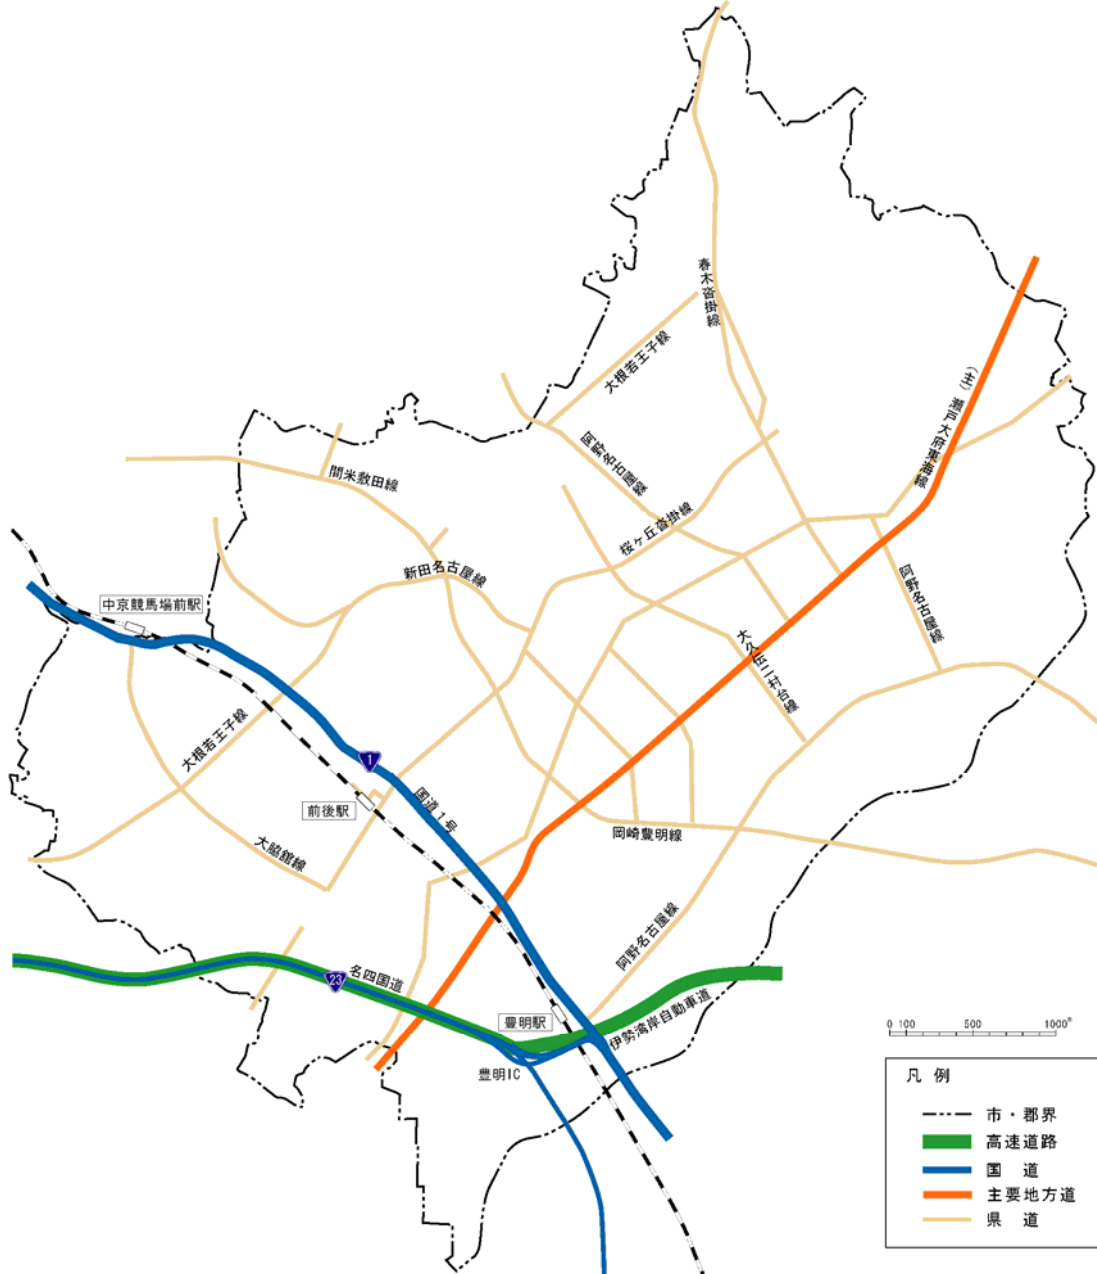 春木沓掛線
大根若王子線
(主) 瀬戸大府東海線
阿野名古屋線
間米敷田線
桜ヶ丘沓掛線
新田名古屋線
阿野名古屋線
中京競馬場前駅
大久伝二村台線
大根若王子線
1
前後駅
国道1号
岡崎豊明線
大脇舘線
阿野名古屋線
名四国道
23
豊明駅
伊勢湾岸自動車道
豊明IC
0 100 500 1000m
凡 例
市・郡界
高速道路
国 道
主要地方道
県 道